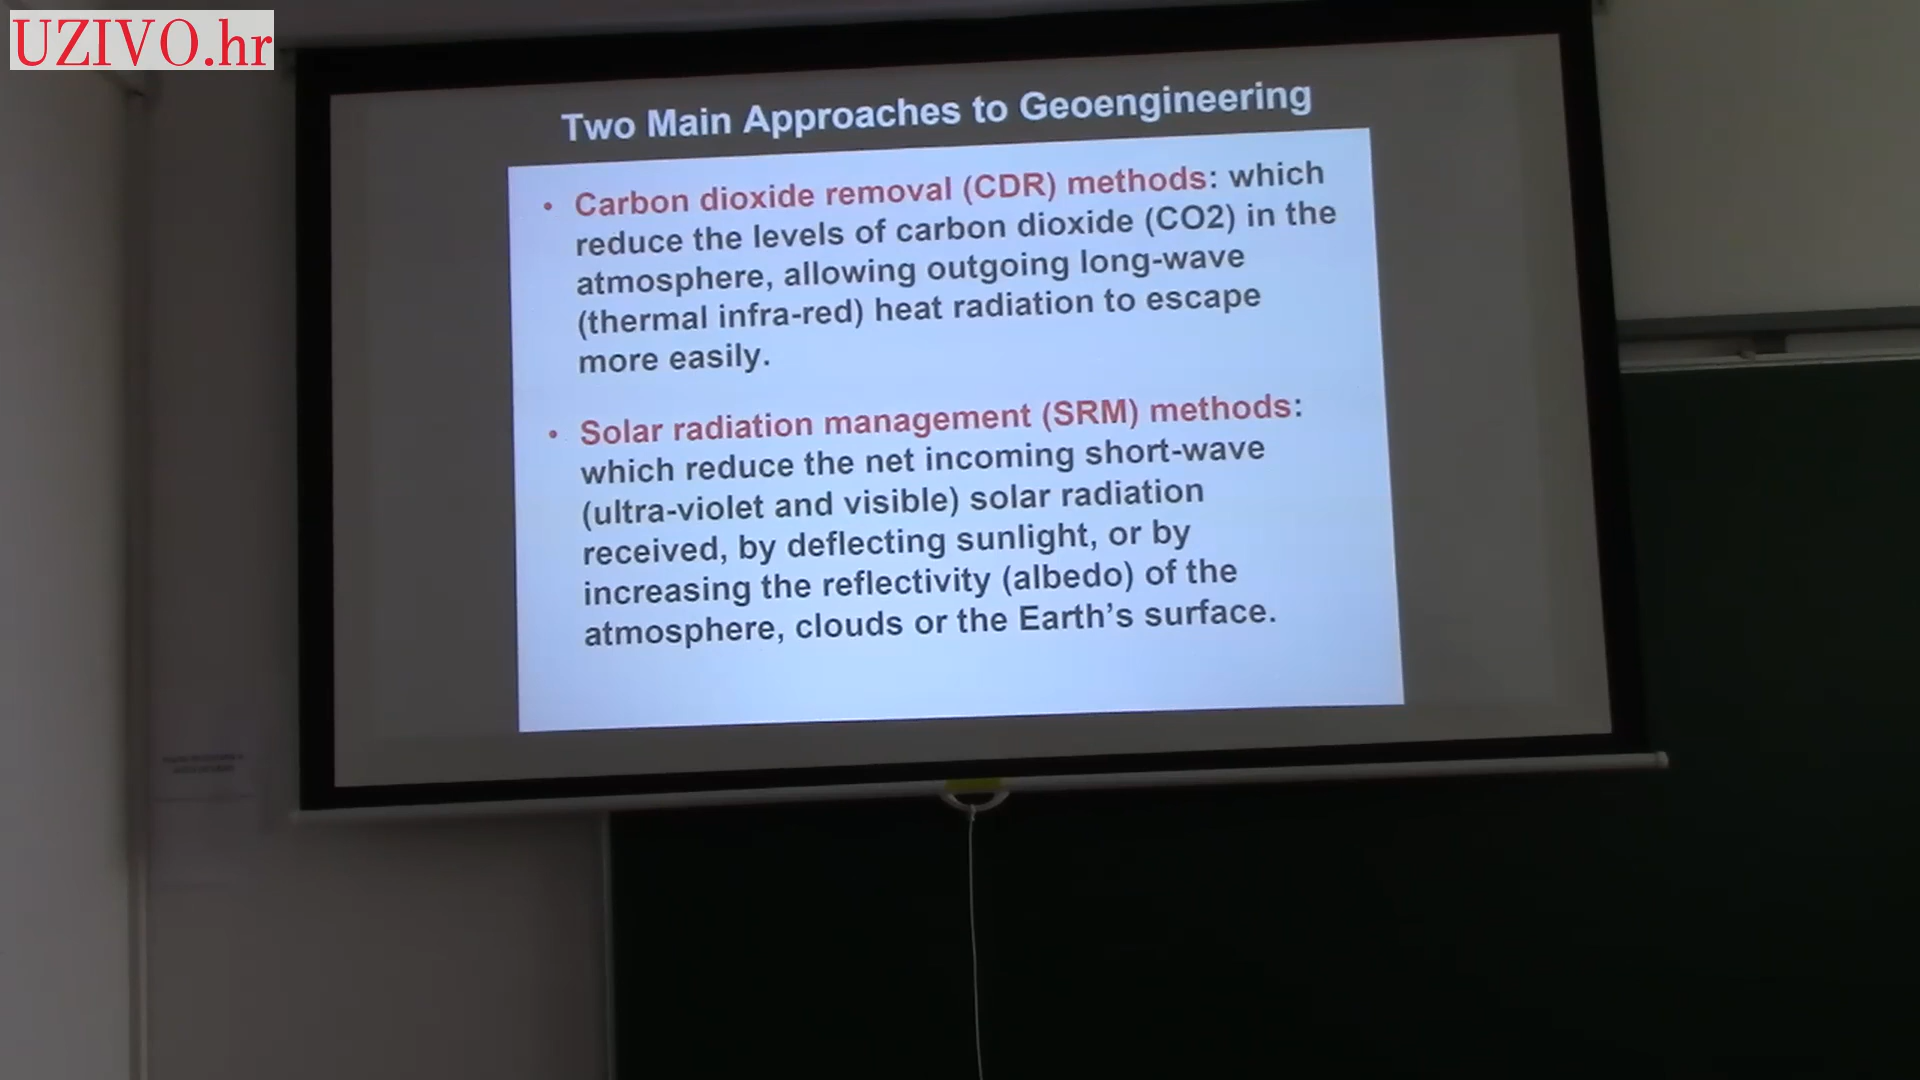 UZIVO.hr
Two Main Approaches to Geoengineering
• Carbon dioxide removal (CDR) methods: which
reduce the levels of carbon dioxide (CO2) in the
atmosphere, allowing outgoing long-wave
(thermal infra-red) heat radiation to escape
more easily.
• Solar radiation management (SRM) methods:
which reduce the net incoming short-wave
(ultra-violet and visible) solar radiation
received, by deflecting sunlight, or by
increasing the reflectivity (albedo) of the
atmosphere, clouds or the Earth’s surface.